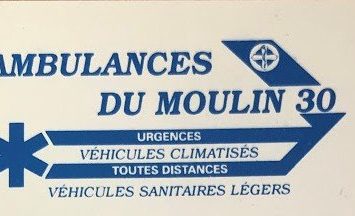 AMBULANCES
DU MOULIN 30
URGENCES
VÉHICULES CLIMATISÉS
TOUTES DISTANCES
VÉHICULES SANITAIRES LÉGERS